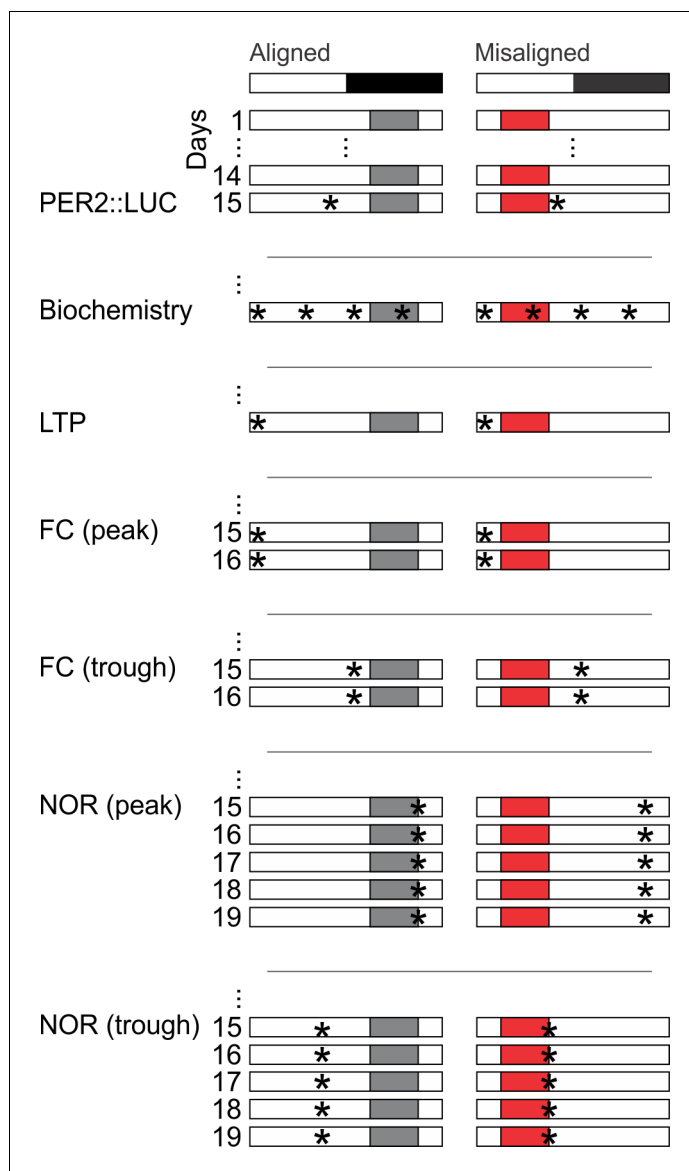 Aligned Misaligned
Days
1
14
PER2::LUC 15 *
*
Biochemistry * * * * * * * *
LTP * *
FC (peak) 15 * *
16 * *
FC (trough) 15 * *
16 * *
NOR (peak) 15 * *
16 * *
17 * *
18 * *
19 * *
NOR (trough) 15 * *
16 * *
17 * *
18 * *
19 * *